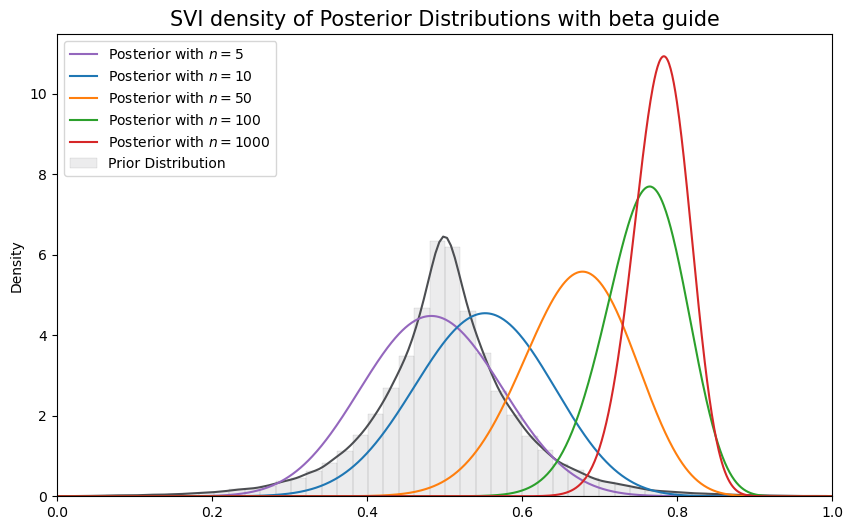 SVI density of Posterior Distributions with beta guide
Posterior with n = 5
Posterior with n = 10
Posterior with n = 50
Posterior with n = 100
Posterior with n = 1000
Prior Distribution
Density
10
8
6
4
2
0
0.0 0.2 0.4 0.6 0.8 1.0